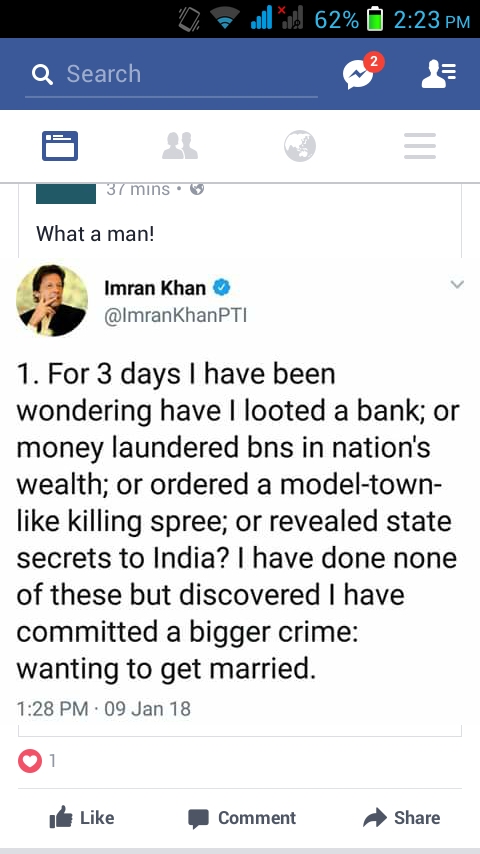 62% 2:23 PM
Search
2
37 mins
What a man!
Imran Khan
@ImranKhanPTI
1. For 3 days I have been
wondering have I looted a bank; or
money laundered bns in nation's
wealth; or ordered a model-town-
like killing spree; or revealed state
secrets to India? I have done none
of these but discovered I have
committed a bigger crime:
wanting to get married.
1:28 PM · 09 Jan 18
1
Like Comment Share